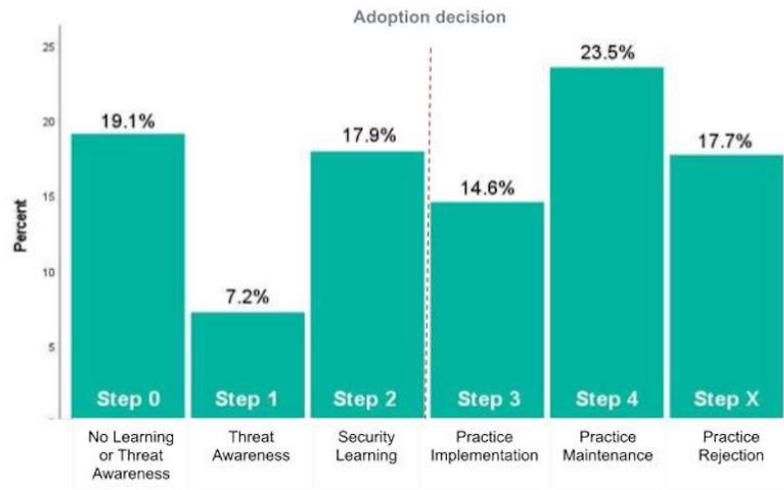 Adoption decision
25
20
15
10
5
Percent
19.1%
7.2%
17.9%
14.6%
23.5%
17.7%
Step 0
Step 1
Step 2
Step 3
Step 4
Step X
No Learning
or Threat
Awareness
Threat
Awareness
Security
Learning
Practice
Implementation
Practice
Maintenance
Practice
Rejection